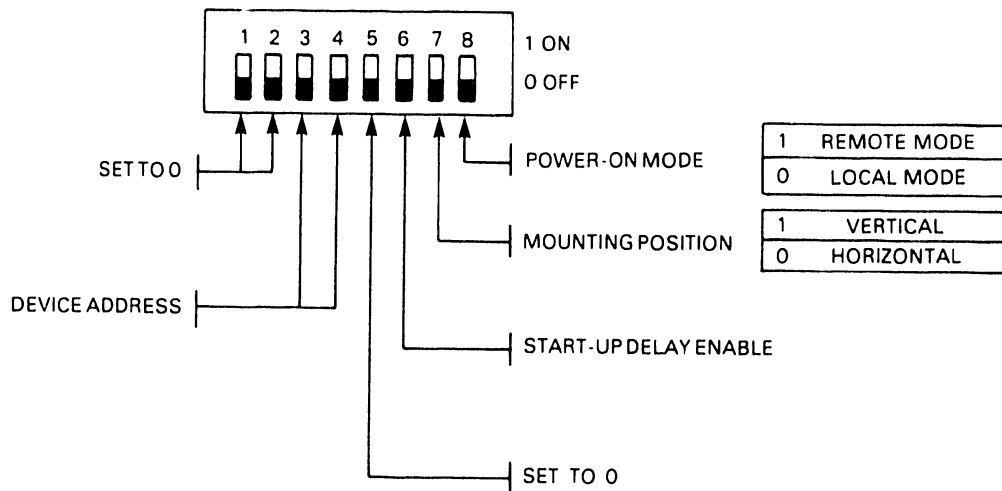 1 2 3 4 5 6 7 8
1 ON
0 OFF
SET TO 0
POWER-ON MODE
1 REMOTE MODE
0 LOCAL MODE
MOUNTING POSITION
1 VERTICAL
0 HORIZONTAL
DEVICE ADDRESS
START-UP DELAY ENABLE
SET TO 0